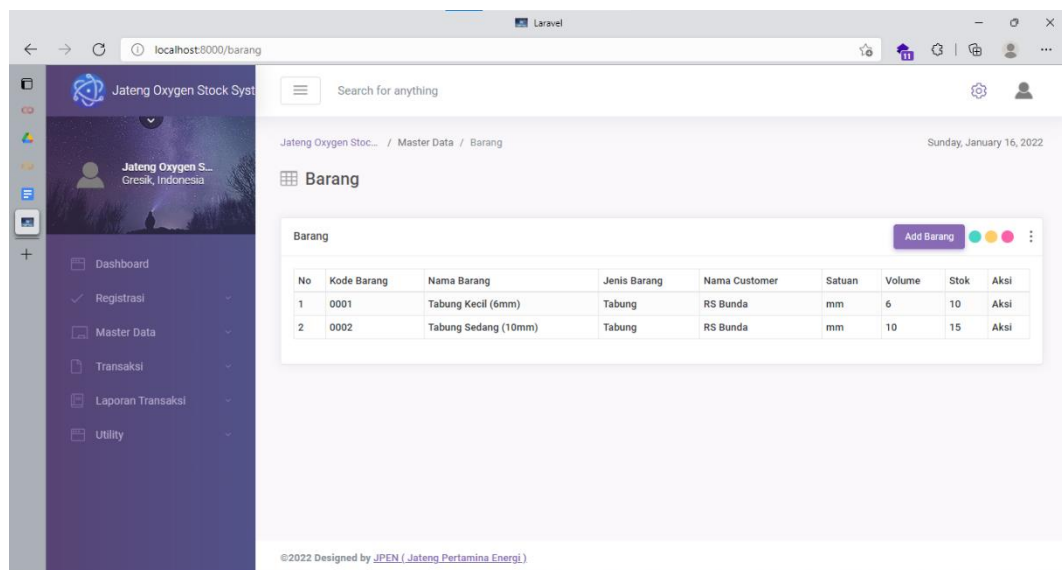 Laravel
localhost:8000/barang
11
Jateng Oxygen Stock Syst
Search for anything
Jateng Oxygen S...
Gresik, Indonesia
Jateng Oxygen Stoc... / Master Data / Barang
Sunday, January 16, 2022
Barang
Dashboard
Registrasi
Master Data
Transaksi
Laporan Transaksi
Utility
Barang
Add Barang
No Kode Barang Nama Barang Jenis Barang Nama Customer Satuan Volume Stok Aksi
1 0001 Tabung Kecil (6mm) Tabung RS Bunda mm 6 10 Aksi
2 0002 Tabung Sedang (10mm) Tabung RS Bunda mm 10 15 Aksi
©2022 Designed by JPEN ( Jateng Pertamina Energi )